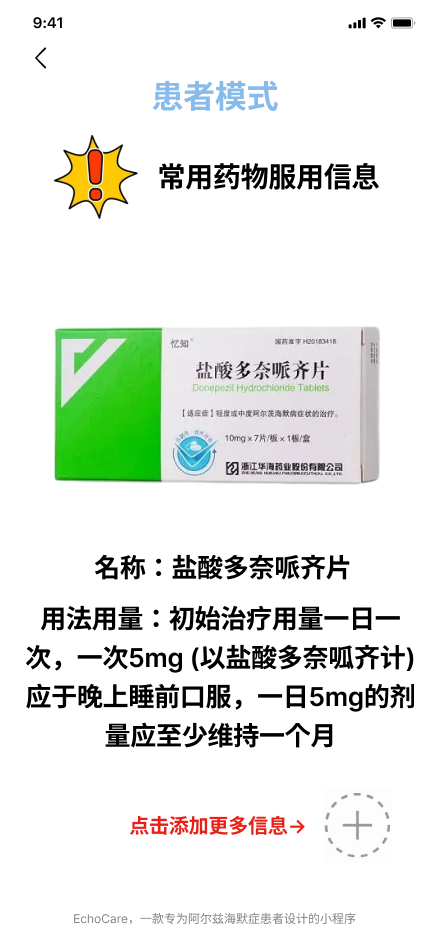 9:41
患者模式
常用药物服用信息
忆知®
国药准字 H20183418
盐酸多奈哌齐片
Donepezil Hydrochloride Tablets
【适应症】轻度或中度阿尔茨海默病症状的治疗。
10mg×7片/板×1板/盒
浙江华海药业股份有限公司
ZHEJIANG HUAHAI PHARMACEUTICAL CO., LTD.
名称：盐酸多奈哌齐片
用法用量：初始治疗用量一日一
次，一次5mg (以盐酸多奈呱齐计)
应于晚上睡前口服，一日5mg的剂
量应至少维持一个月
点击添加更多信息→
EchoCare，一款专为阿尔兹海默症患者设计的小程序